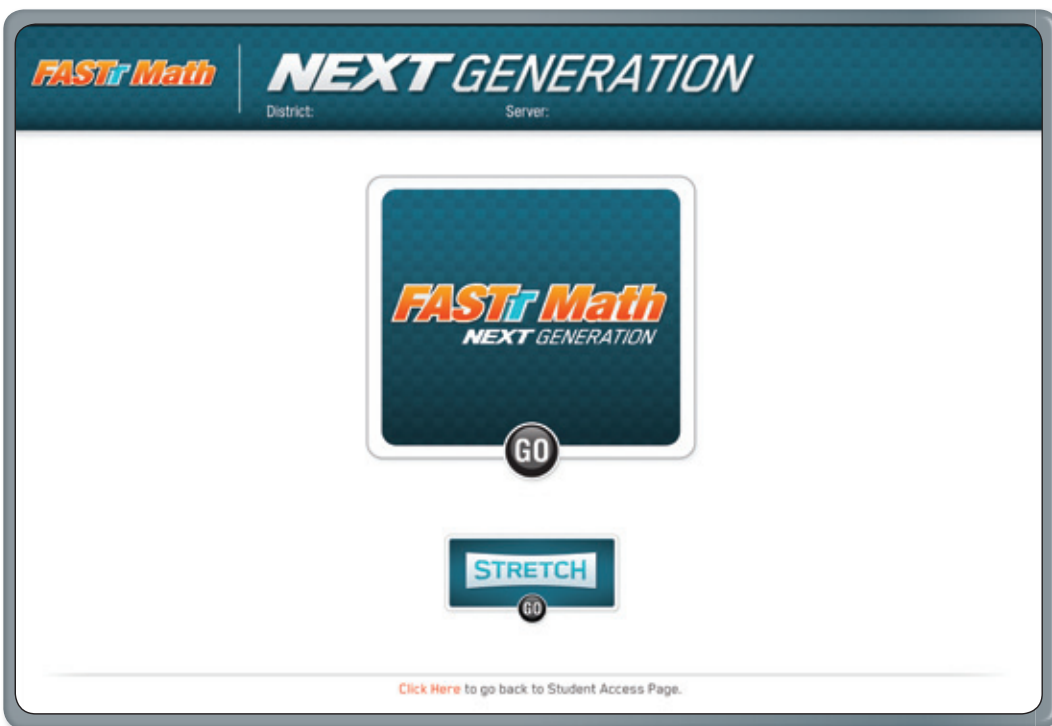 FASTT Math
NEXT GENERATION
District: Server:
FASTT Math
NEXT GENERATION
GO
STRETCH
GO
Click Here to go back to Student Access Page.